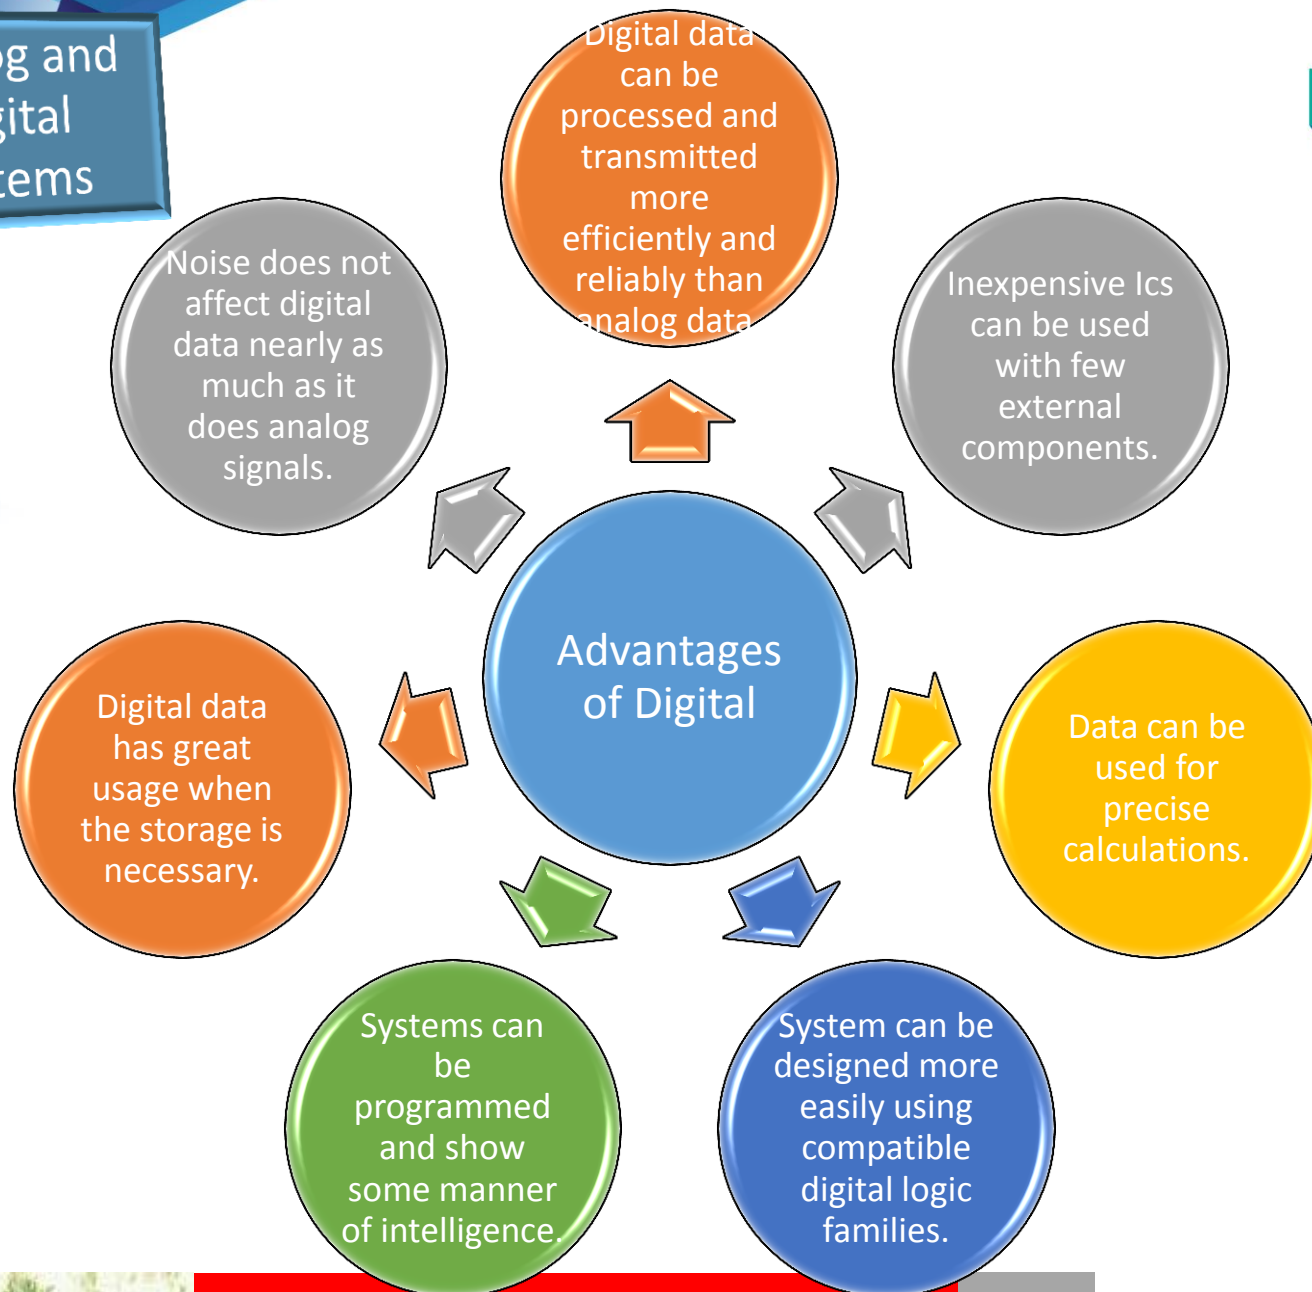 og and
gital
tems
Digital data
can be
processed and
transmitted
more
efficiently and
reliably than
analog data.
Inexpensive Ics
can be used
with few
external
components.
Data can be
used for
precise
calculations.
System can be
designed more
easily using
compatible
digital logic
families.
Systems can
be
programmed
and show
some manner
of intelligence.
Digital data
has great
usage when
the storage is
necessary.
Noise does not
affect digital
data nearly as
much as it
does analog
signals.
Advantages
of Digital